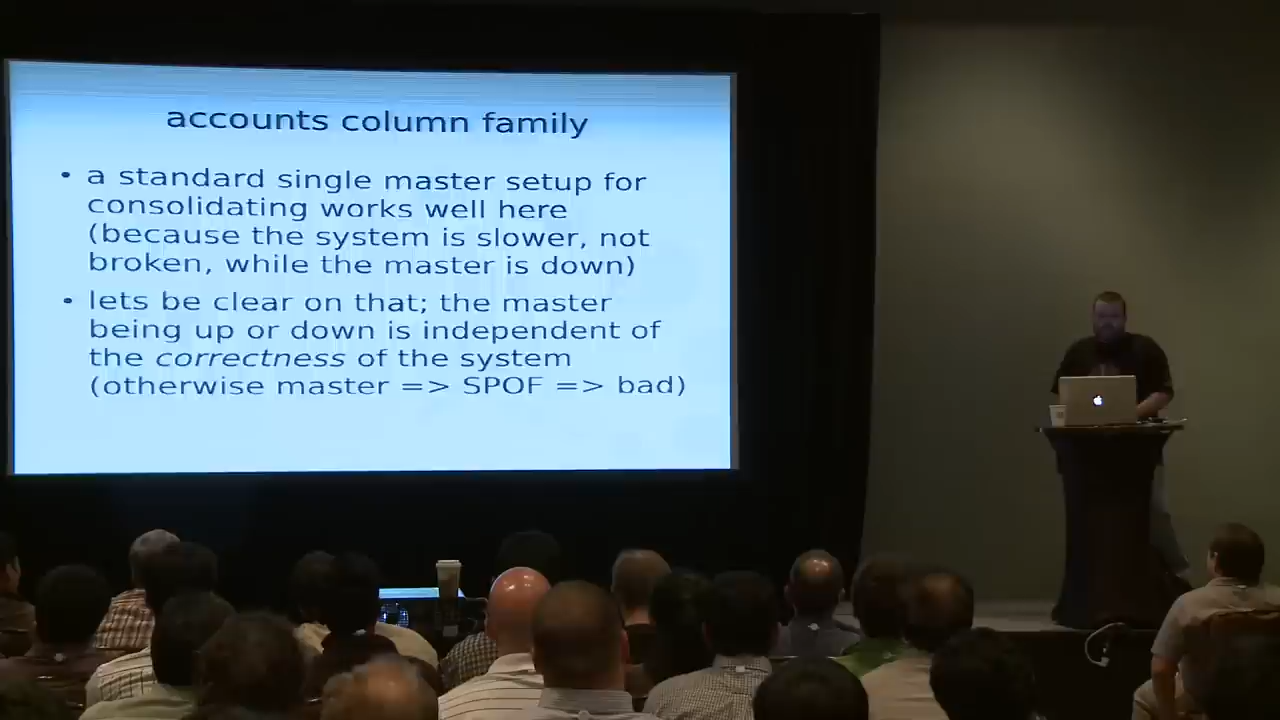 accounts column family
• a standard single master setup for
consolidating works well here
(because the system is slower, not
broken, while the master is down)
• lets be clear on that; the master
being up or down is independent of
the correctness of the system
(otherwise master => SPOF => bad)